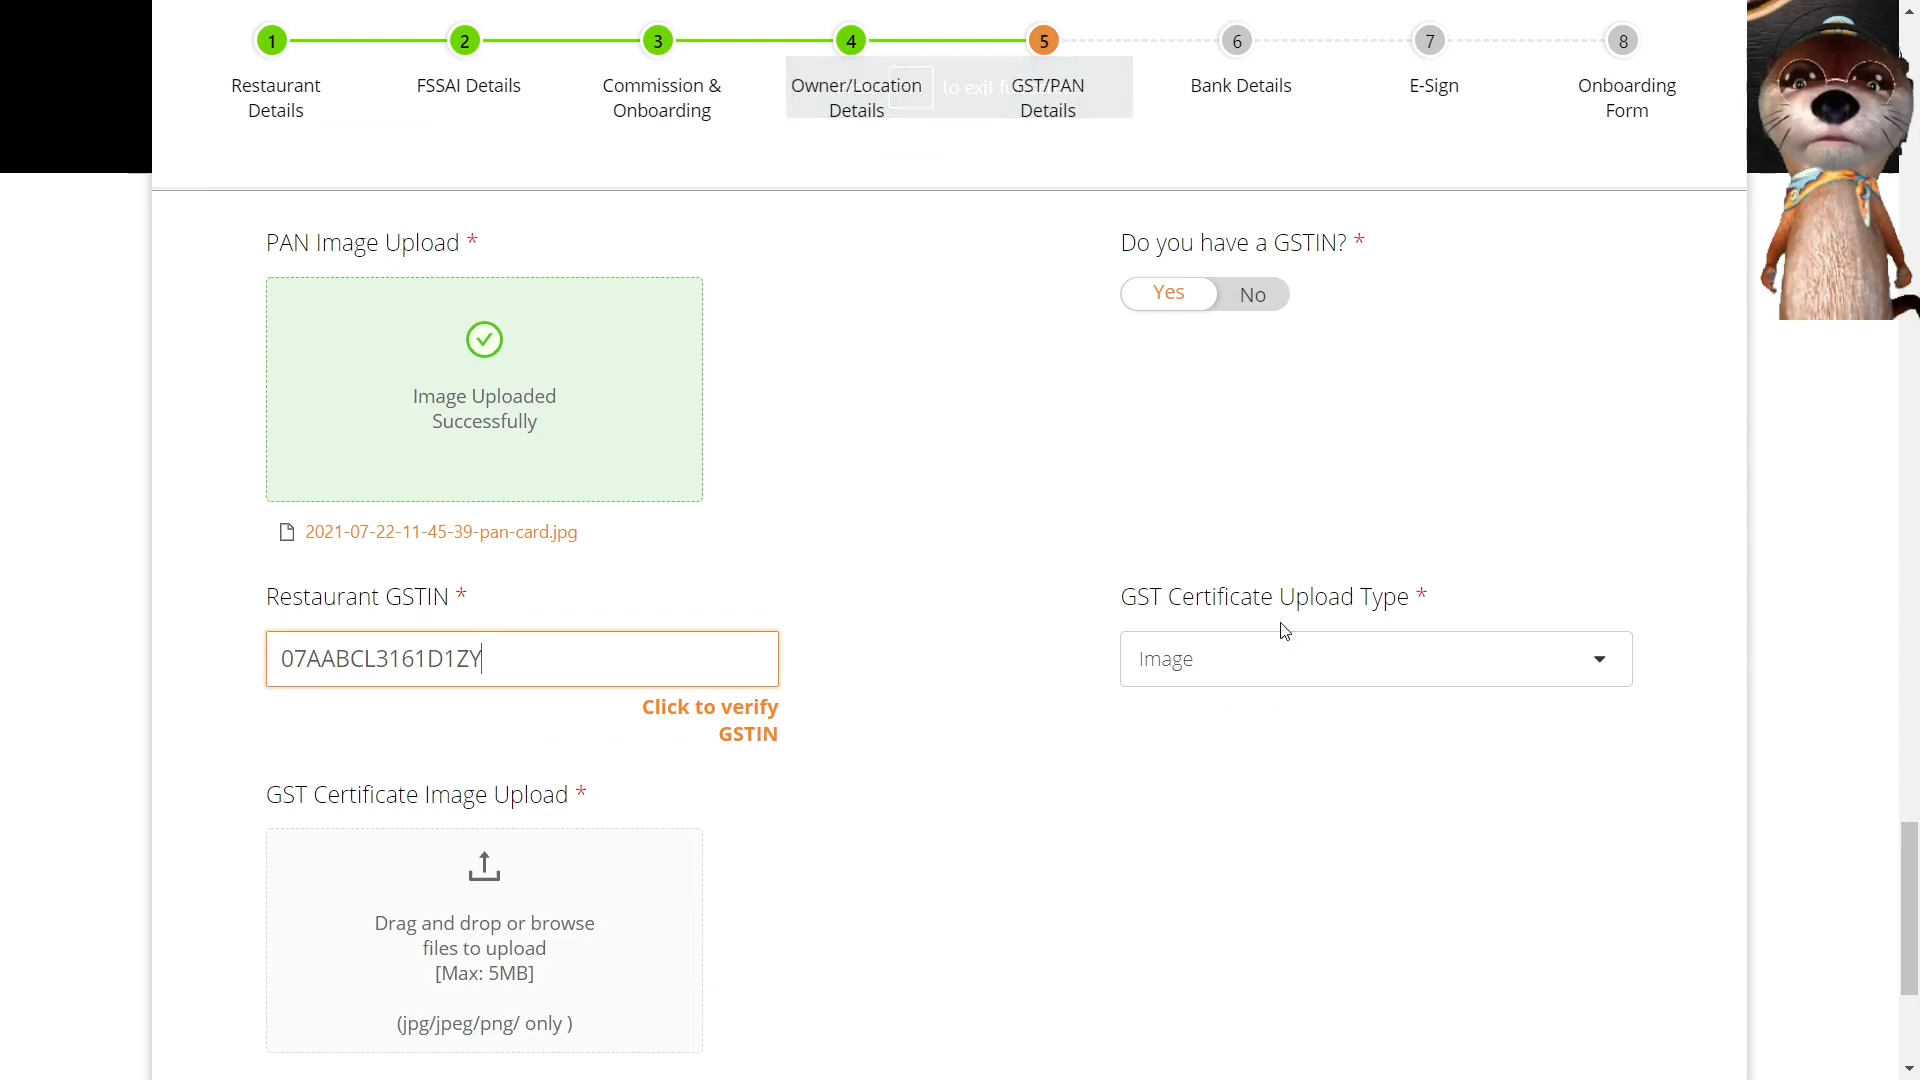 1 2 3 4 5 6 7 8
Restaurant Details
FSSAI Details
Commission & Onboarding
Owner/Location Details
GST/PAN Details
Bank Details
E-Sign
Onboarding Form
to exit fu
PAN Image Upload *
Do you have a GSTIN? *
Yes No
Image Uploaded
Successfully
2021-07-22-11-45-39-pan-card.jpg
Restaurant GSTIN *
GST Certificate Upload Type *
07AABCL3161D1ZY
Image
Click to verify
GSTIN
GST Certificate Image Upload *
Drag and drop or browse
files to upload
[Max: 5MB]
(jpg/jpeg/png/ only )